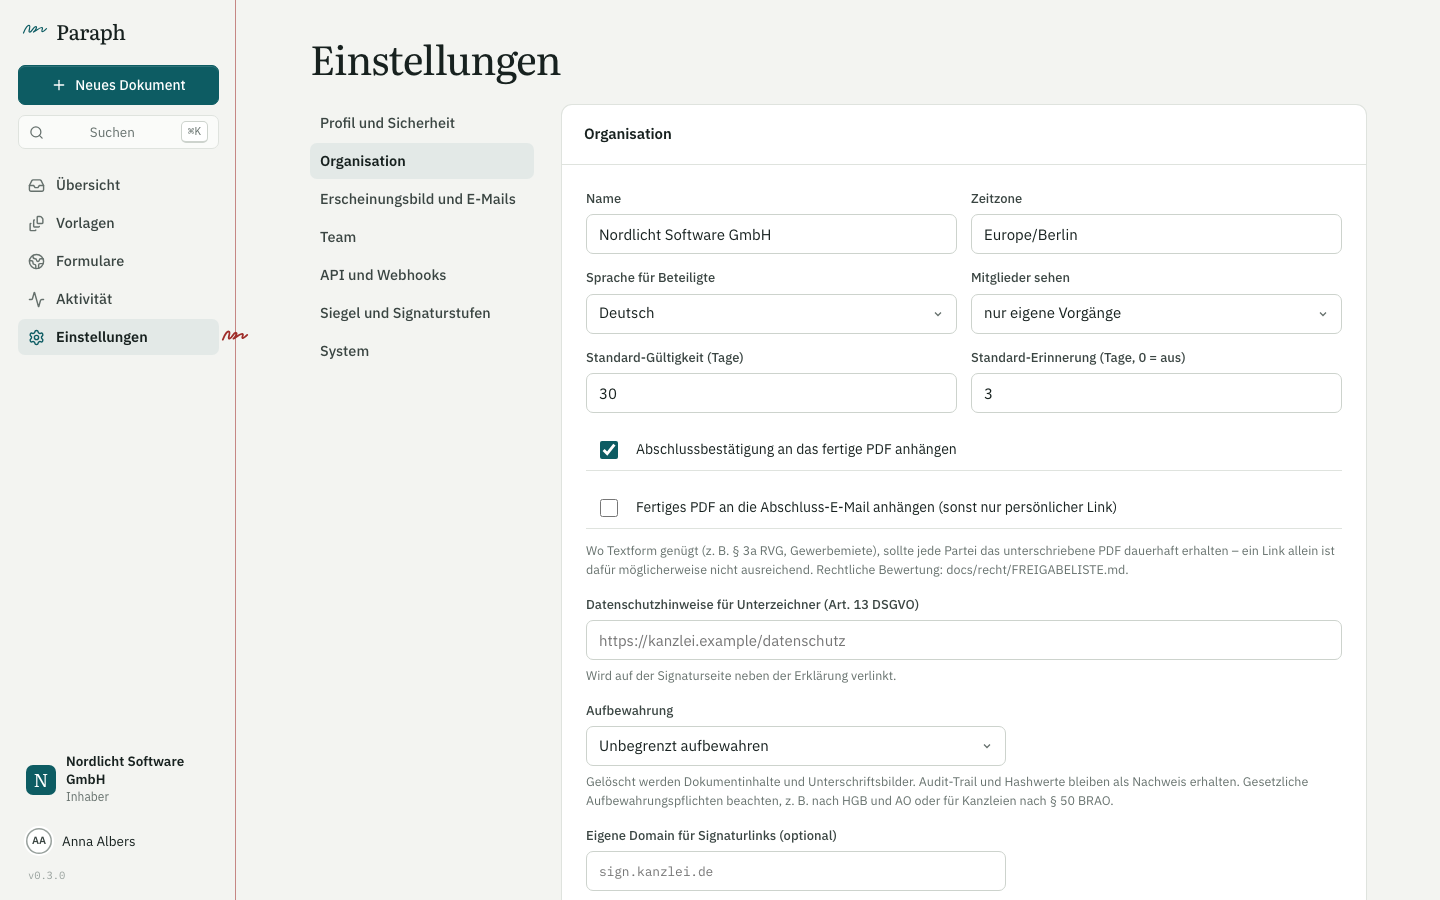 Paraph
Neues Dokument
Suchen ⌘K
Übersicht
Vorlagen
Formulare
Aktivität
Einstellungen
Nordlicht Software
GmbH
N
Inhaber
AA Anna Albers
v0.3.0
Einstellungen
Profil und Sicherheit
Organisation
Erscheinungsbild und E-Mails
Team
API und Webhooks
Siegel und Signaturstufen
System
Organisation
Name
Nordlicht Software GmbH
Zeitzone
Europe/Berlin
Sprache für Beteiligte
Deutsch
Mitglieder sehen
nur eigene Vorgänge
Standard-Gültigkeit (Tage)
30
Standard-Erinnerung (Tage, 0 = aus)
3
Abschlussbestätigung an das fertige PDF anhängen
Fertiges PDF an die Abschluss-E-Mail anhängen (sonst nur persönlicher Link)
Wo Textform genügt (z. B. § 3a RVG, Gewerbemiete), sollte jede Partei das unterschriebene PDF dauerhaft erhalten – ein Link allein ist
dafür möglicherweise nicht ausreichend. Rechtliche Bewertung: docs/recht/FREIGABELISTE.md.
Datenschutzhinweise für Unterzeichner (Art. 13 DSGVO)
https://kanzlei.example/datenschutz
Wird auf der Signaturseite neben der Erklärung verlinkt.
Aufbewahrung
Unbegrenzt aufbewahren
Gelöscht werden Dokumentinhalte und Unterschriftsbilder. Audit-Trail und Hashwerte bleiben als Nachweis erhalten. Gesetzliche
Aufbewahrungspflichten beachten, z. B. nach HGB und AO oder für Kanzleien nach § 50 BRAO.
Eigene Domain für Signaturlinks (optional)
sign.kanzlei.de